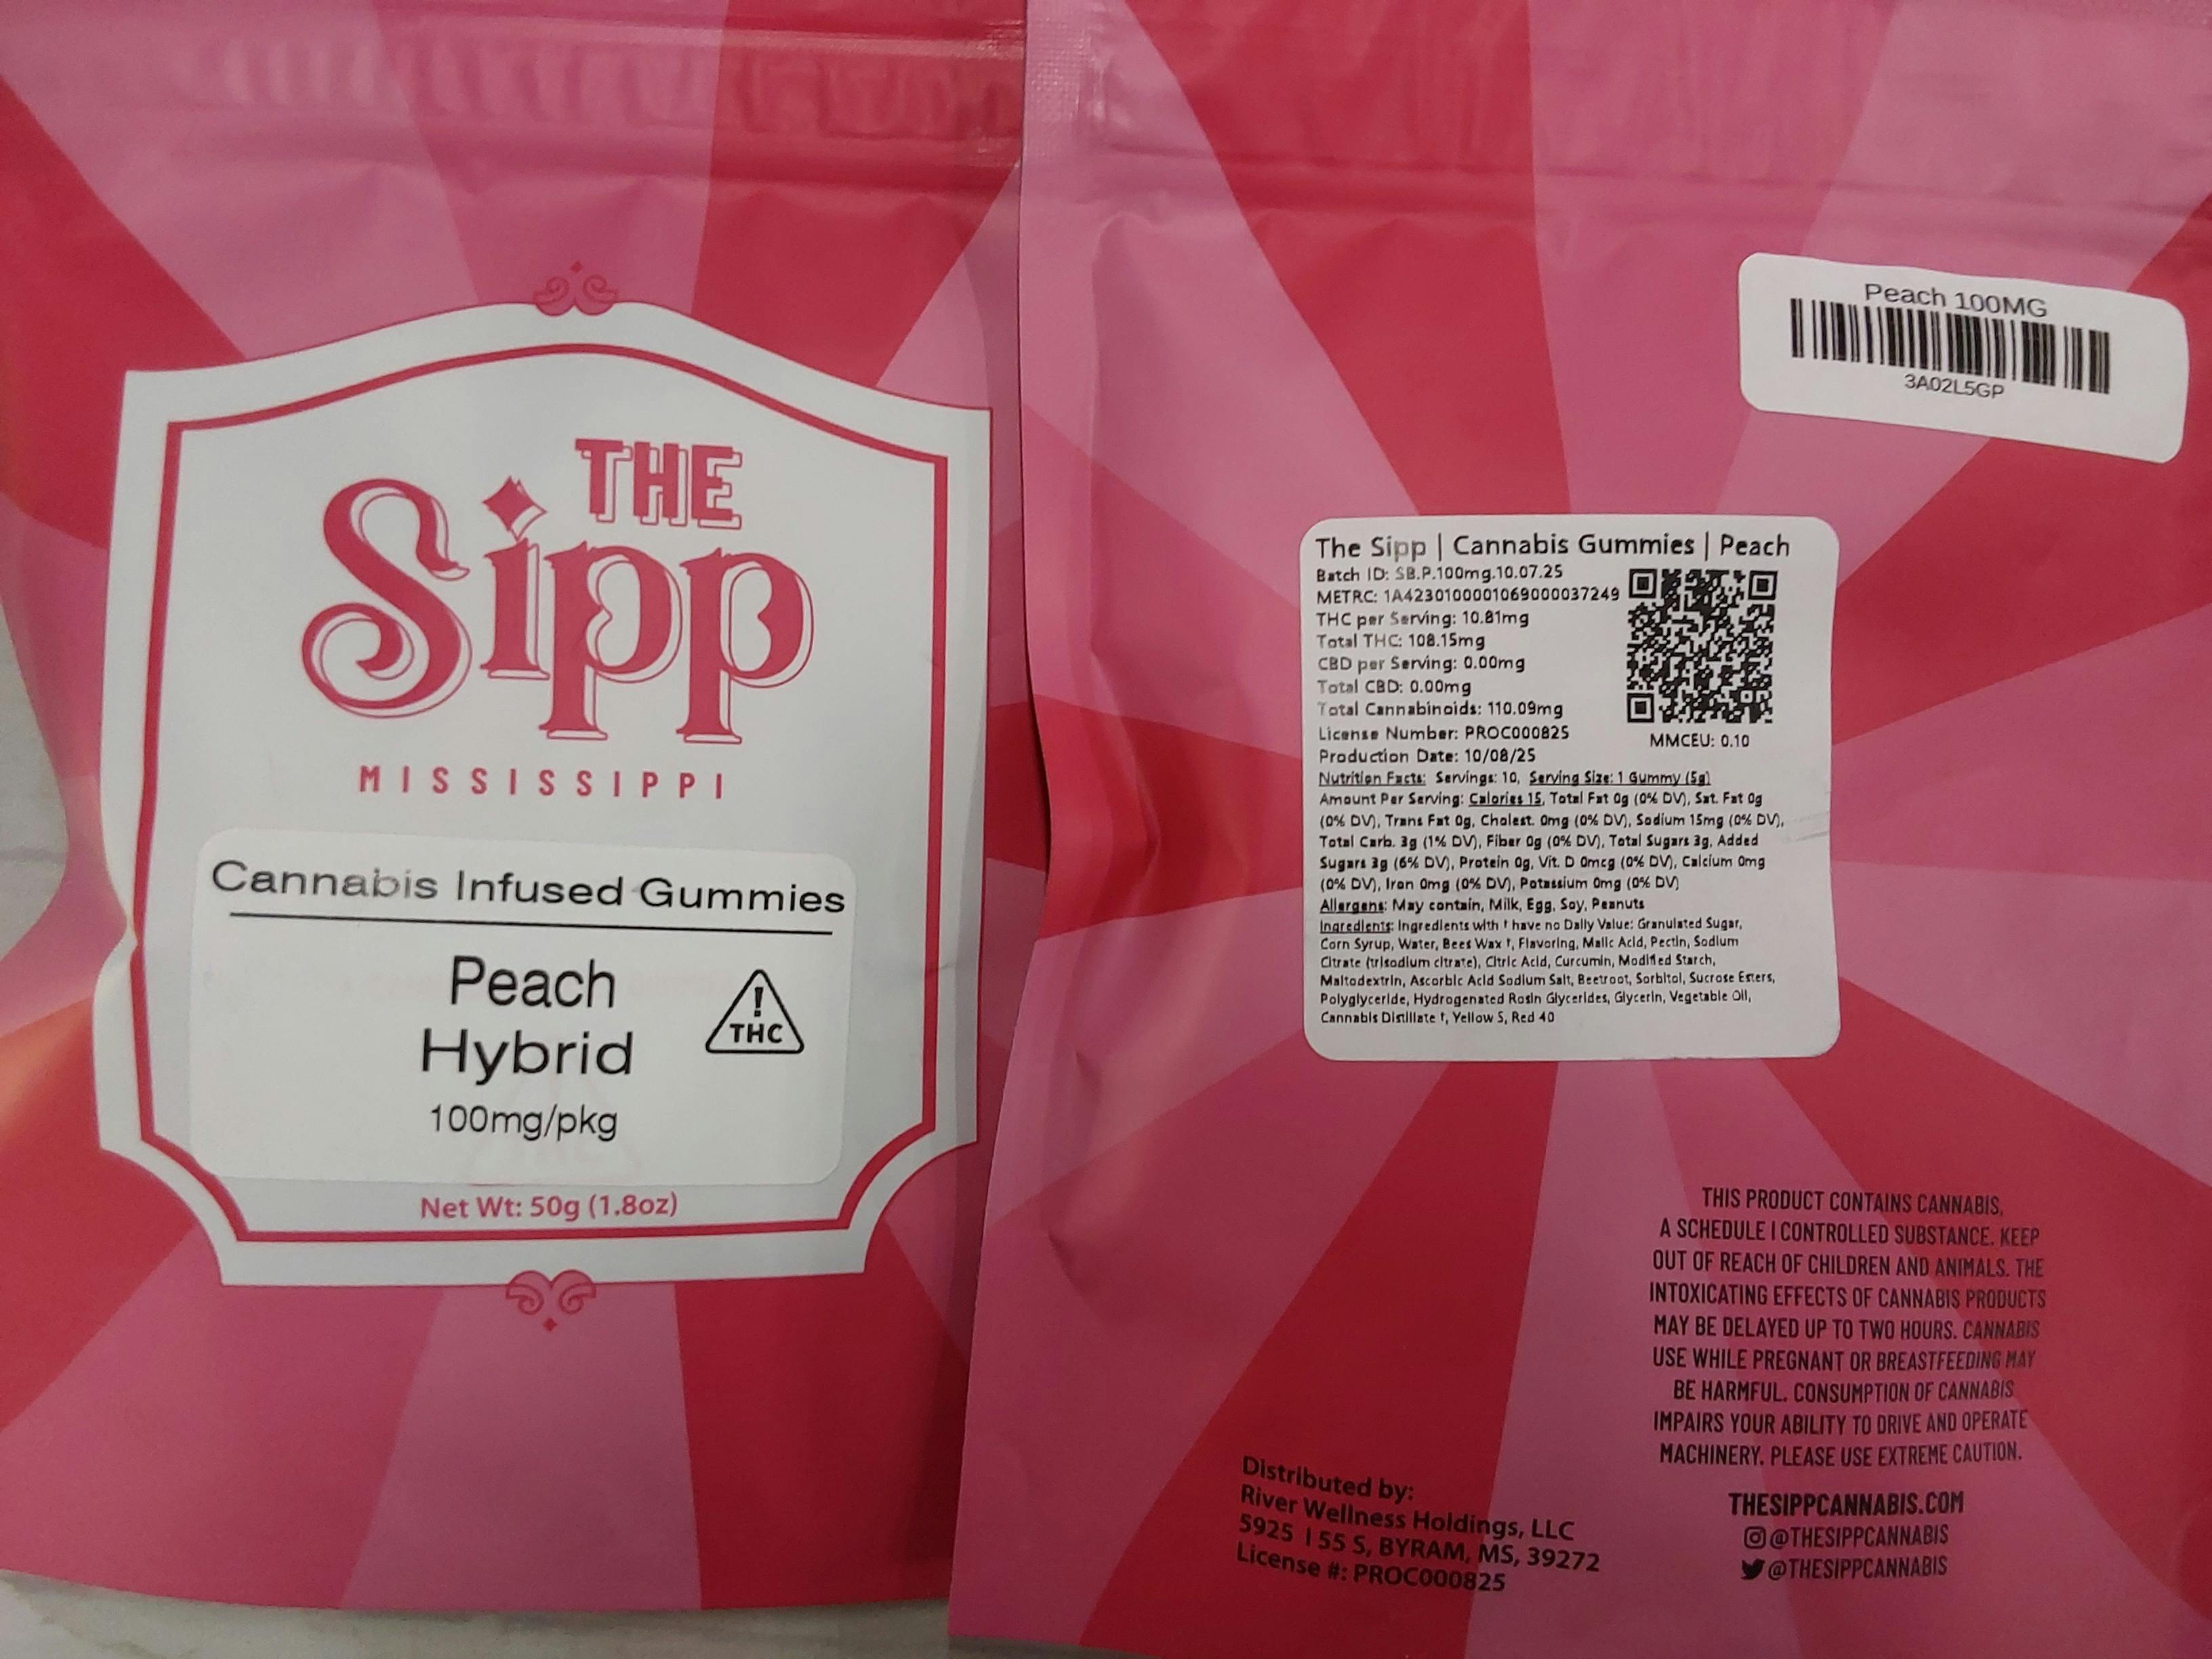 THE
Sipp
MISSISSIPPI
Cannabis Infused Gummies
Peach
Hybrid
! THC
100mg/pkg
Net Wt: 50g (1.8oz)
Peach 100MG
3A02L5GP
The Sipp | Cannabis Gummies | Peach
Batch ID: SB.P.100mg.10.07.25
METRC: 1A4230100001069000037249
THC per Serving: 10.81mg
Total THC: 108.15mg
CBD per Serving: 0.00mg
Total CBD: 0.00mg
Total Cannabinoids: 110.09mg
License Number: PROC000825
MMCEU: 0.10
Production Date: 10/08/25
Nutrition Facts: Servings: 10, Serving Size: 1 Gummy (5g)
Amount Per Serving: Calories 15, Total Fat 0g (0% DV), Sat. Fat 0g
(0% DV), Trans Fat 0g, Cholest. 0mg (0% DV), Sodium 15mg (0% DV),
Total Carb. 3g (1% DV), Fiber 0g (0% DV), Total Sugars 3g, Added
Sugars 3g (6% DV), Protein 0g, Vit. D 0mcg (0% DV), Calcium 0mg
(0% DV), Iron 0mg (0% DV), Potassium 0mg (0% DV)
Allergens: May contain, Milk, Egg, Soy, Peanuts
Ingredients: Ingredients with † have no Daily Value: Granulated Sugar,
Corn Syrup, Water, Bees Wax †, Flavoring, Malic Acid, Pectin, Sodium
Citrate (trisodium citrate), Citric Acid, Curcumin, Modified Starch,
Maltodextrin, Ascorbic Acid Sodium Salt, Beetroot, Sorbitol, Sucrose Esters,
Polyglyceride, Hydrogenated Rosin Glycerides, Glycerin, Vegetable Oil,
Cannabis Distillate †, Yellow 5, Red 40
THIS PRODUCT CONTAINS CANNABIS,
A SCHEDULE I CONTROLLED SUBSTANCE. KEEP
OUT OF REACH OF CHILDREN AND ANIMALS. THE
INTOXICATING EFFECTS OF CANNABIS PRODUCTS
MAY BE DELAYED UP TO TWO HOURS. CANNABIS
USE WHILE PREGNANT OR BREASTFEEDING MAY
BE HARMFUL. CONSUMPTION OF CANNABIS
IMPAIRS YOUR ABILITY TO DRIVE AND OPERATE
MACHINERY. PLEASE USE EXTREME CAUTION.
THESIPPCANNABIS.COM
@THESIPPCANNABIS
@THESIPPCANNABIS
Distributed by:
River Wellness Holdings, LLC
5925 I 55 S, BYRAM, MS, 39272
License #: PROC000825